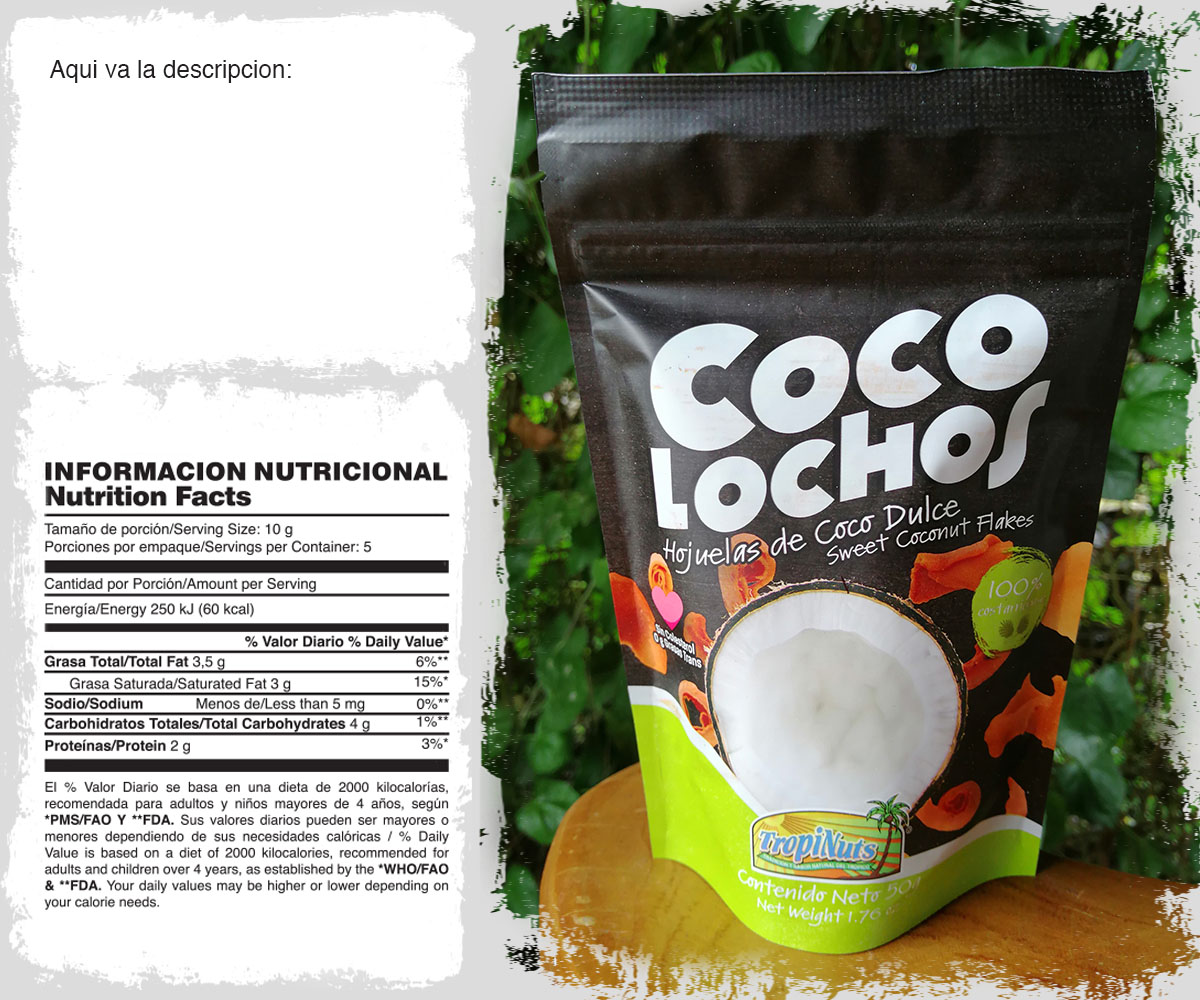 Aqui va la descripcion:
INFORMACION NUTRICIONAL
Nutrition Facts
Tamaño de porción/Serving Size: 10 g
Porciones por empaque/Servings per Container: 5
Cantidad por Porción/Amount per Serving
Energía/Energy 250 kJ (60 kcal)
% Valor Diario % Daily Value*
Grasa Total/Total Fat 3,5 g 6%**
Grasa Saturada/Saturated Fat 3 g 15%*
Sodio/Sodium Menos de/Less than 5 mg 0%**
Carbohidratos Totales/Total Carbohydrates 4 g 1%**
Proteínas/Protein 2 g 3%*
El % Valor Diario se basa en una dieta de 2000 kilocalorías,
recomendada para adultos y niños mayores de 4 años, según
*PMS/FAO Y **FDA. Sus valores diarios pueden ser mayores o
menores dependiendo de sus necesidades calóricas / % Daily
Value is based on a diet of 2000 kilocalories, recommended for
adults and children over 4 years, as established by the *WHO/FAO
& **FDA. Your daily values may be higher or lower depending on
your calorie needs.
COCO
LOCHOS
Hojuelas de Coco Dulce
Sweet Coconut Flakes
100%
Sin Colesterol
0 g Grasas Trans
TropiNuts
Contenido Neto 50g
Net Weight 1.76